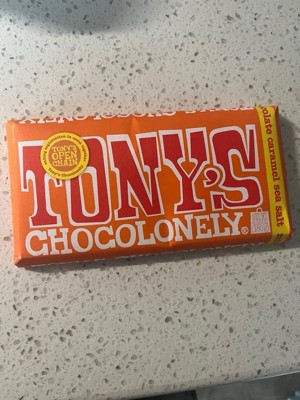 TONY'S
OPEN
CHAIN
TONY'S
CHOCOLONELY
olate caramel sea salt